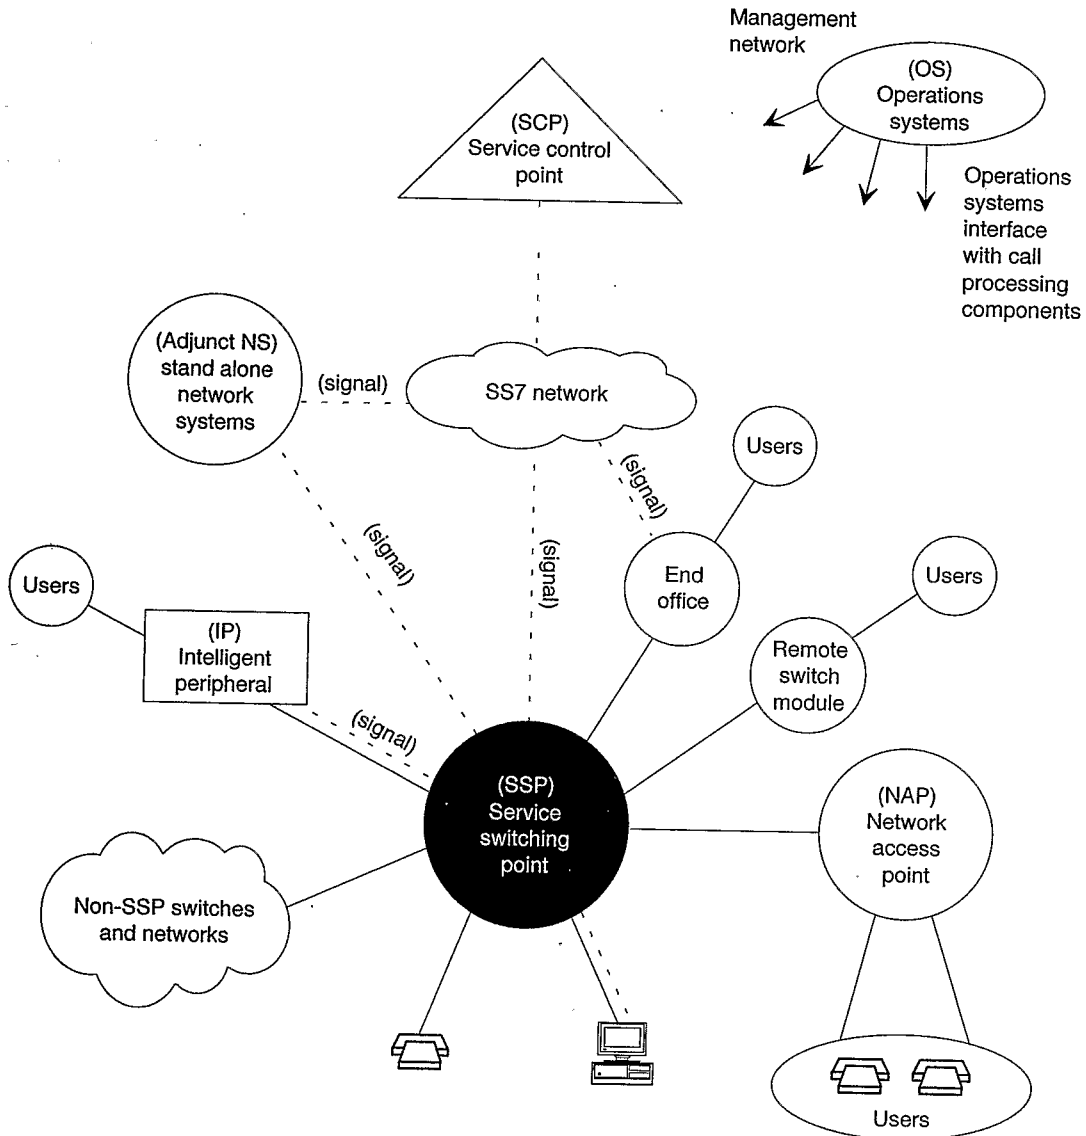 Management
network
(OS)
Operations
systems
(SCP)
Service control
point
Operations
systems
interface
with call
processing
components
(Adjunct NS)
stand alone
network
systems
(signal)
SS7 network
Users
(signal)
(signal)
(signal)
End
office
Users
Users
(IP)
Intelligent
peripheral
Remote
switch
module
(signal)
(SSP)
Service
switching
point
(NAP)
Network
access
point
Non-SSP switches
and networks
Users